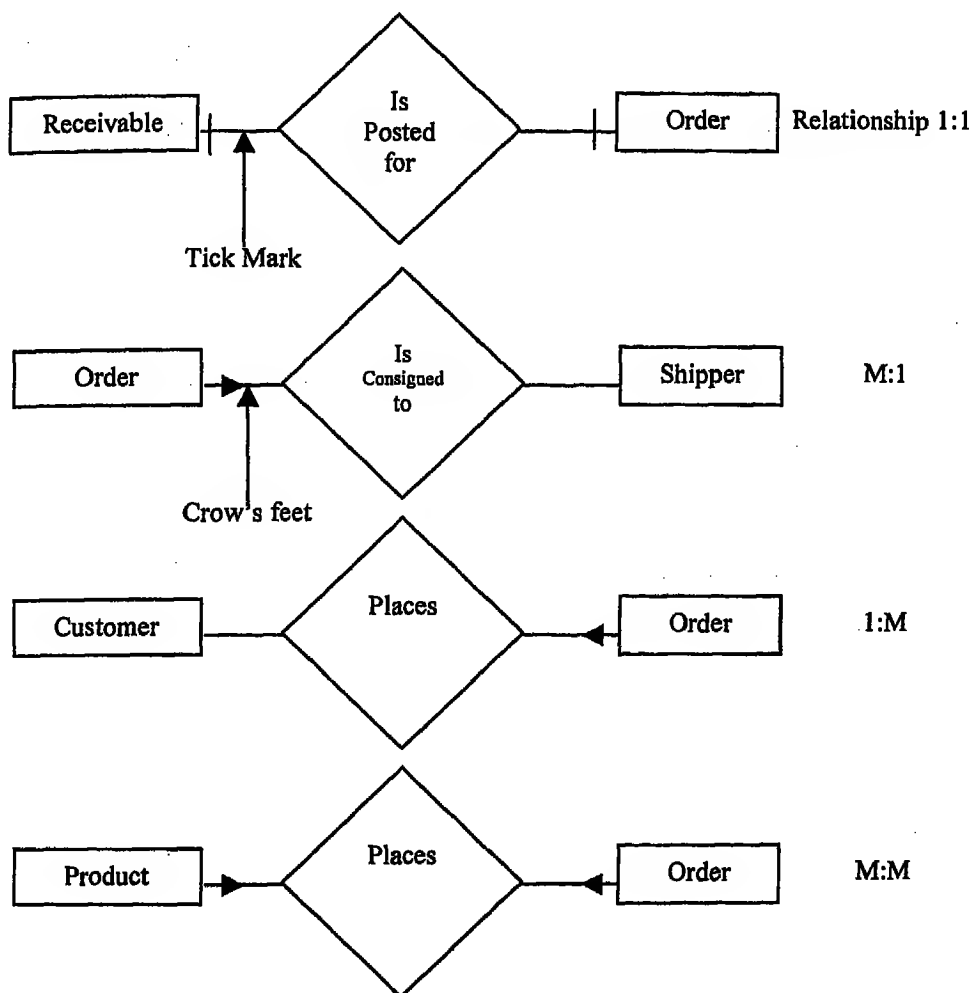 Receivable
Is
Posted
for
Order
Relationship 1:1
Tick Mark
Order
Is
Consigned
to
Shipper
M:1
Crow's feet
Customer
Places
Order
1:M
Product
Places
Order
M:M